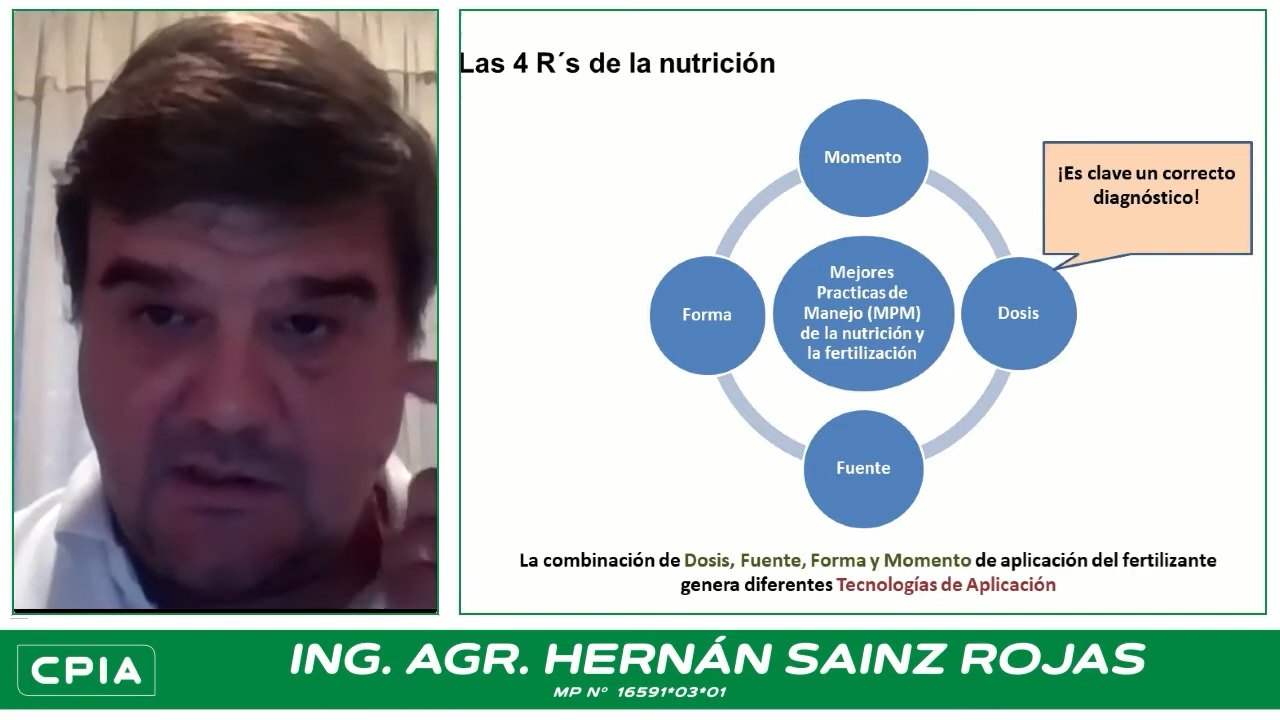 Las 4 R´s de la nutrición
Momento
¡Es clave un correcto
diagnóstico!
Mejores
Practicas de
Manejo (MPM)
de la nutrición y
la fertilización
Forma
Dosis
Fuente
La combinación de Dosis, Fuente, Forma y Momento de aplicación del fertilizante
genera diferentes Tecnologías de Aplicación
CPIA
ING. AGR. HERNÁN SAINZ ROJAS
MP Nº 16591*03*01